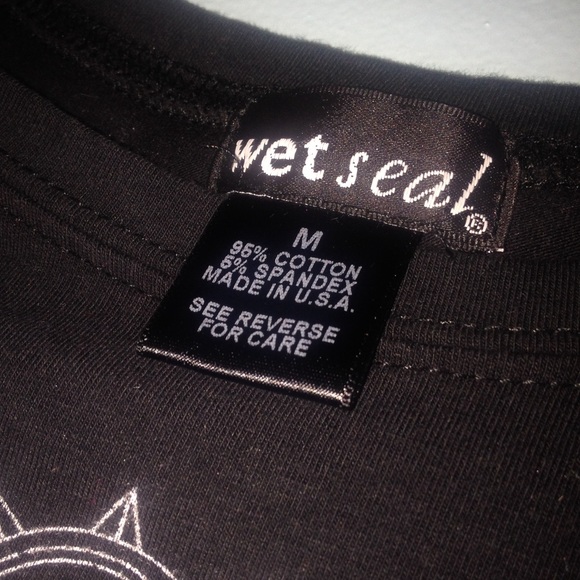 wet seal®
M
95% COTTON
5% SPANDEX
MADE IN U.S.A.
SEE REVERSE
FOR CARE